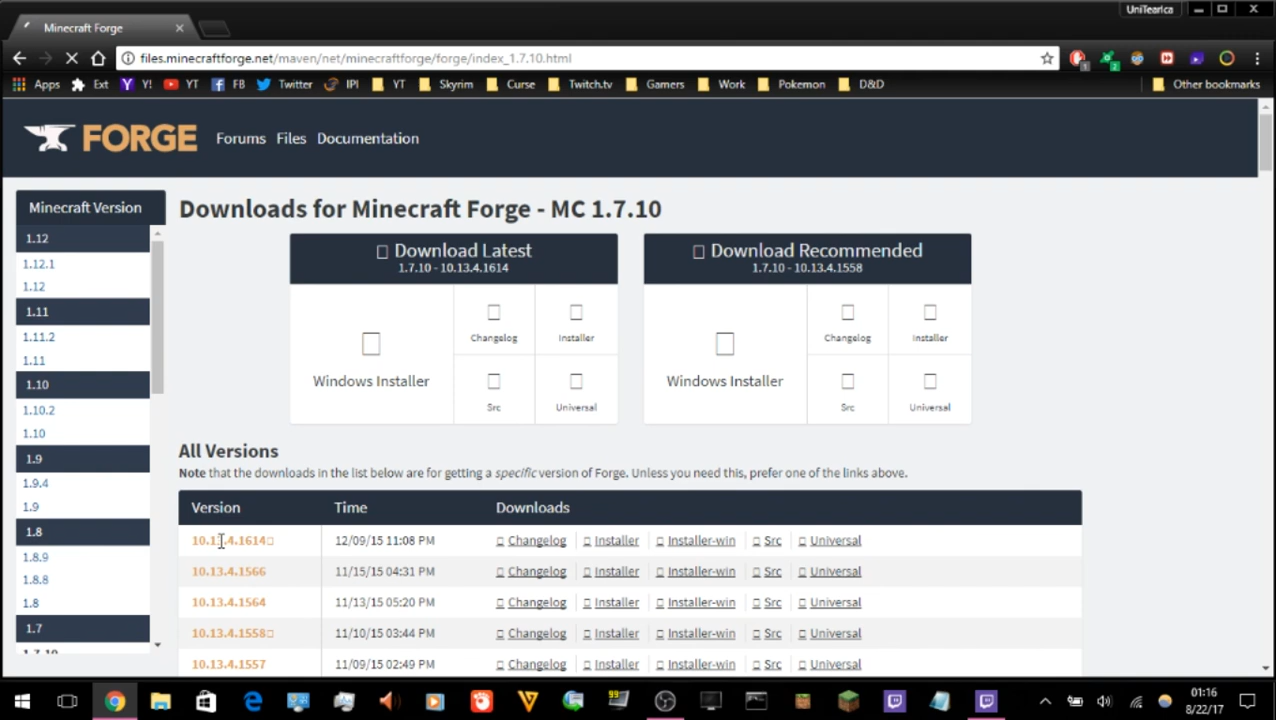 UniTearica
Minecraft Forge
files.minecraftforge.net/maven/net/minecraftforge/forge/index_1.7.10.html
Apps Ext Y! YT FB Twitter IPI YT Skyrim Curse Twitch.tv Gamers Work Pokemon D&D Other bookmarks
FORGE Forums Files Documentation
Minecraft Version
1.12
1.12.1
1.12
1.11
1.11.2
1.11
1.10
1.10.2
1.10
1.9
1.9.4
1.9
1.8
1.8.9
1.8.8
1.8
1.7
1.7.10
Downloads for Minecraft Forge - MC 1.7.10
Download Latest
1.7.10 - 10.13.4.1614
Windows Installer
Changelog
Installer
Src
Universal
Download Recommended
1.7.10 - 10.13.4.1558
Windows Installer
Changelog
Installer
Src
Universal
All Versions
Note that the downloads in the list below are for getting a specific version of Forge. Unless you need this, prefer one of the links above.
Version Time Downloads
10.13.4.1614 12/09/15 11:08 PM Changelog Installer Installer-win Src Universal
10.13.4.1566 11/15/15 04:31 PM Changelog Installer Installer-win Src Universal
10.13.4.1564 11/13/15 05:20 PM Changelog Installer Installer-win Src Universal
10.13.4.1558 11/10/15 03:44 PM Changelog Installer Installer-win Src Universal
10.13.4.1557 11/09/15 02:49 PM Changelog Installer Installer-win Src Universal
99
01:16
8/22/17